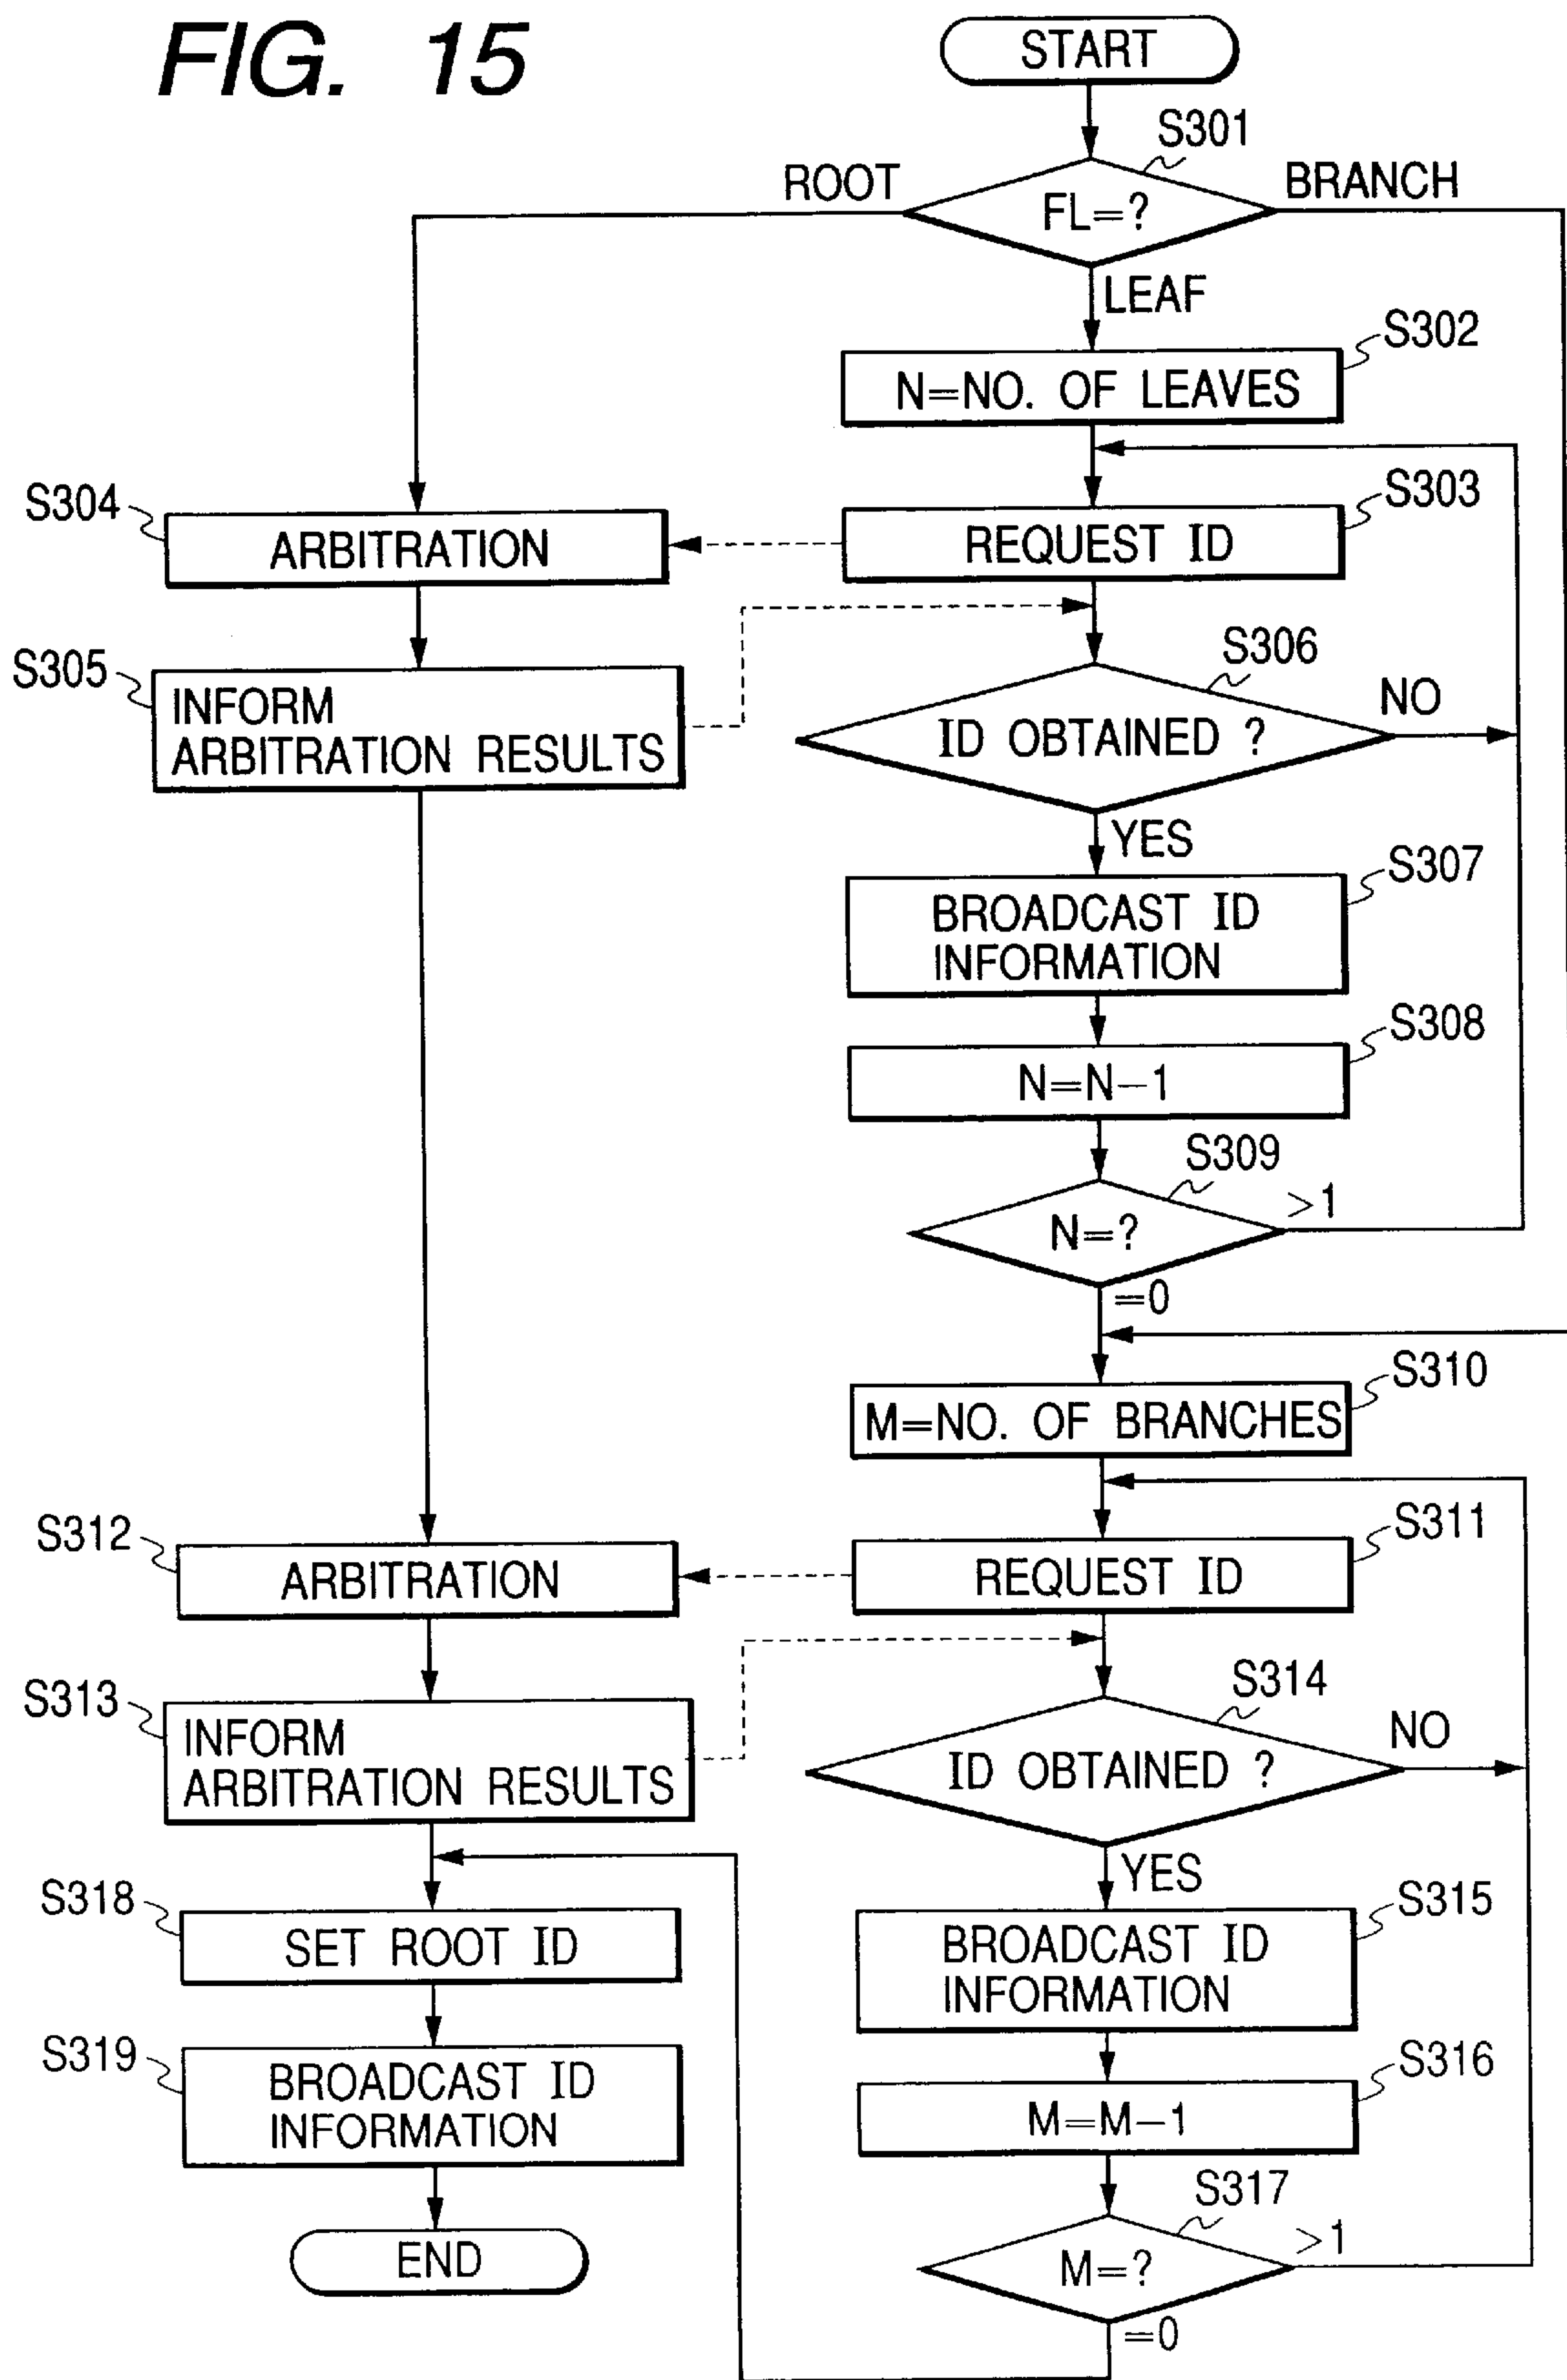 FIG. 15
START
S301
ROOT
BRANCH
FL=?
LEAF
S302
N=NO. OF LEAVES
S304
S303
ARBITRATION
REQUEST ID
S305
INFORM
ARBITRATION RESULTS
S306
NO
ID OBTAINED ?
YES
S307
BROADCAST ID
INFORMATION
S308
N=N−1
S309
>1
N=?
=0
S310
M=NO. OF BRANCHES
S312
S311
ARBITRATION
REQUEST ID
S313
INFORM
ARBITRATION RESULTS
S314
NO
ID OBTAINED ?
YES
S318
SET ROOT ID
S315
BROADCAST ID
INFORMATION
S319
BROADCAST ID
INFORMATION
S316
M=M−1
S317
>1
M=?
=0
END